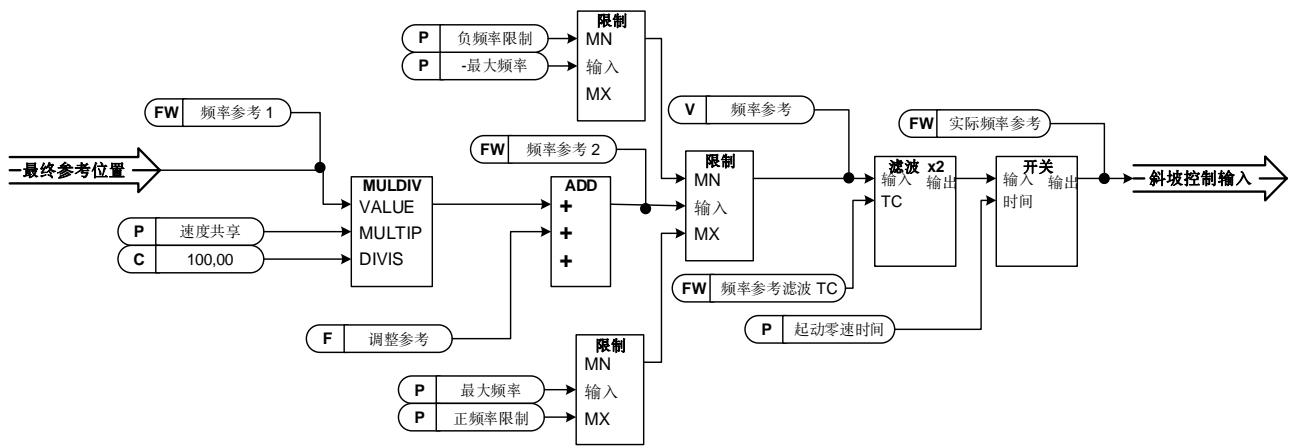 限制
P 负频率限制
MN
P -最大频率
输入
MX
FW 频率参考 1
V 频率参考
FW 实际频率参考
FW 频率参考 2
最终参考位置
限制
MN
输入
MX
滤波 x2
输入 输出
TC
开关
输入 输出
时间
斜坡控制输入
MULDIV
VALUE
P 速度共享
MULTIP
C 100,00
DIVIS
ADD
+
+
+
FW 频率参考滤波 TC
F 调整参考
P 起动零速时间
限制
MN
P 最大频率
输入
P 正频率限制
MX